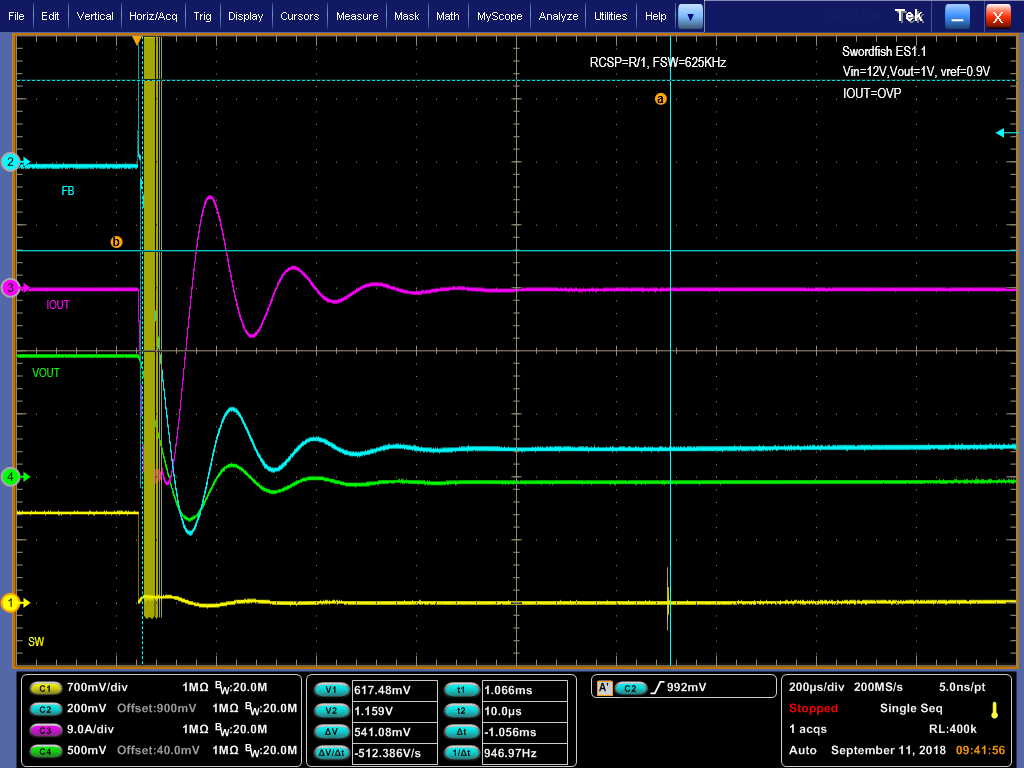 File Edit Vertical Horiz/Acq Trig Display Cursors Measure Mask Math MyScope Analyze Utilities Help Tek X
Swordfish ES1.1
RCSP=R/1, FSW=625KHz
Vin=12V,Vout=1V, vref=0.9V
IOUT=OVP
a
2
FB
b
3
IOUT
VOUT
4
1
SW
C1 700mV/div 1MΩ BW:20.0M
C2 200mV Offset:900mV 1MΩ BW:20.0M
C3 9.0A/div 1MΩ BW:20.0M
C4 500mV Offset:40.0mV 1MΩ BW:20.0M
V1 617.48mV t1 1.066ms
V2 1.159V t2 10.0µs
ΔV 541.08mV Δt -1.056ms
ΔV/Δt -512.386V/s 1/Δt 946.97Hz
A' C2 992mV
200µs/div 200MS/s 5.0ns/pt
Stopped Single Seq
1 acqs RL:400k
Auto September 11, 2018 09:41:56